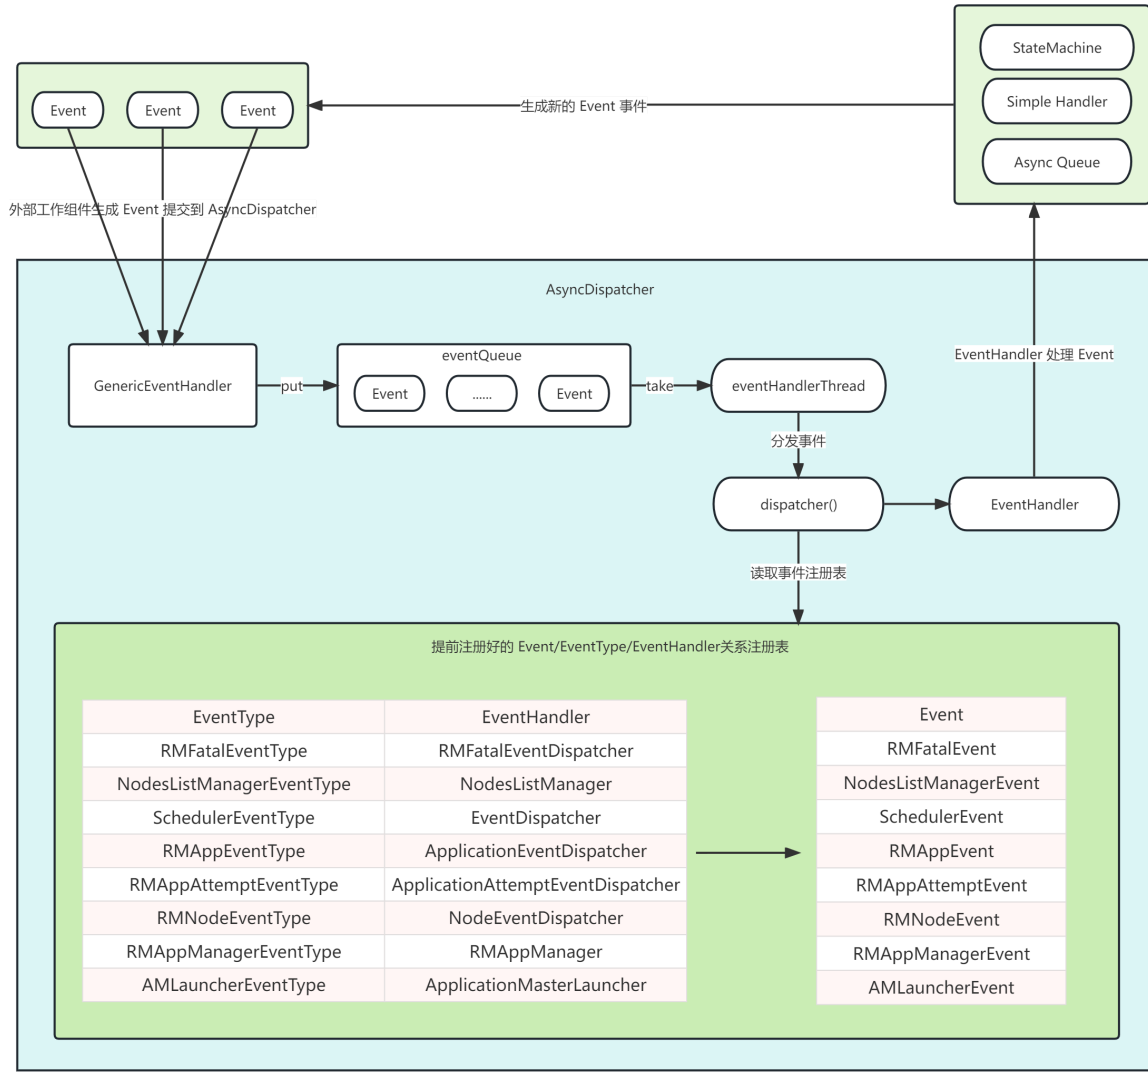 StateMachine
Simple Handler
Async Queue
Event
Event
Event
生成新的 Event 事件
外部工作组件生成 Event 提交到 AsyncDispatcher
AsyncDispatcher
GenericEventHandler
put
eventQueue
Event
......
Event
take
eventHandlerThread
EventHandler 处理 Event
分发事件
dispatcher()
EventHandler
读取事件注册表
提前注册好的 Event/EventType/EventHandler关系注册表
EventType EventHandler
RMFatalEventType RMFatalEventDispatcher
NodesListManagerEventType NodesListManager
SchedulerEventType EventDispatcher
RMAppEventType ApplicationEventDispatcher
RMAppAttemptEventType ApplicationAttemptEventDispatcher
RMNodeEventType NodeEventDispatcher
RMAppManagerEventType RMAppManager
AMLauncherEventType ApplicationMasterLauncher
Event
RMFatalEvent
NodesListManagerEvent
SchedulerEvent
RMAppEvent
RMAppAttemptEvent
RMNodeEvent
RMAppManagerEvent
AMLauncherEvent